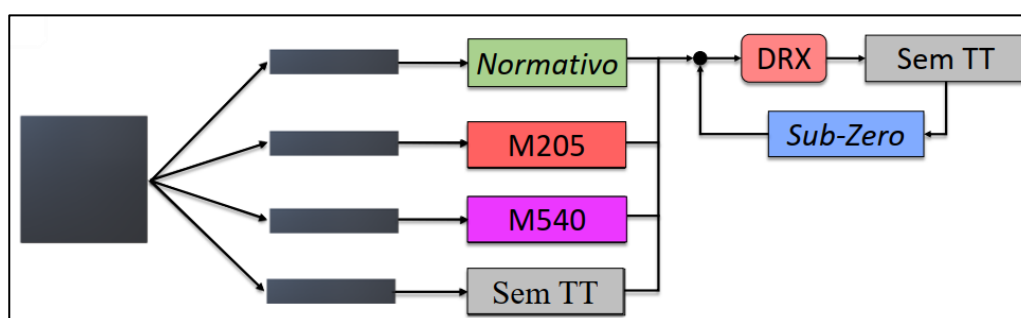 Normativo
DRX
Sem TT
M205
Sub-Zero
M540
Sem TT